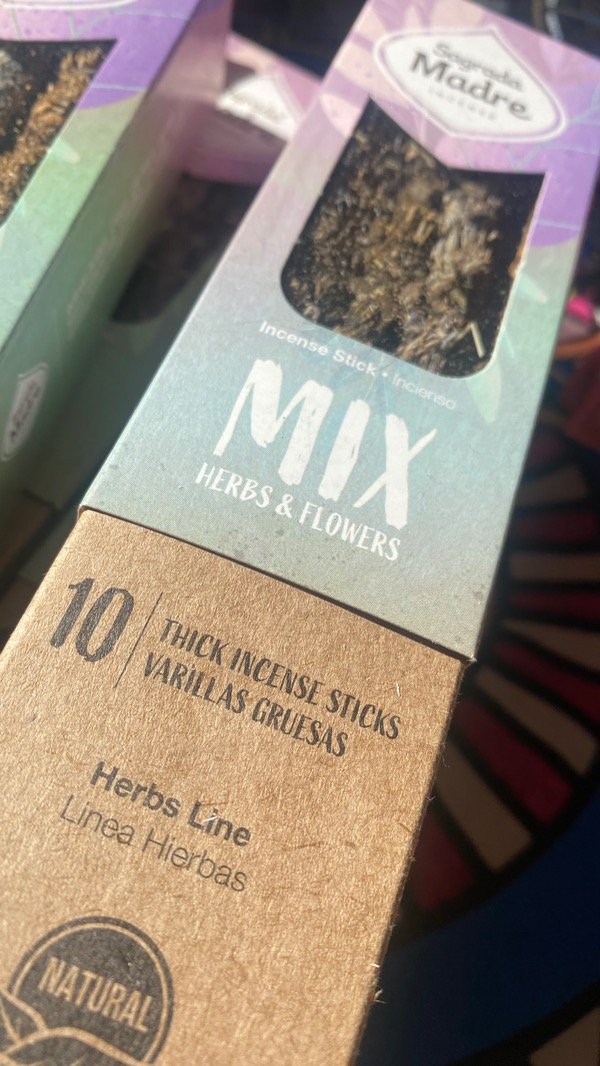 Sagrada
Madre
INCENSE
Incense Stick • Incienso
MIX
HERBS & FLOWERS
10
THICK INCENSE STICKS
VARILLAS GRUESAS
Herbs Line
Linea Hierbas
NATURAL